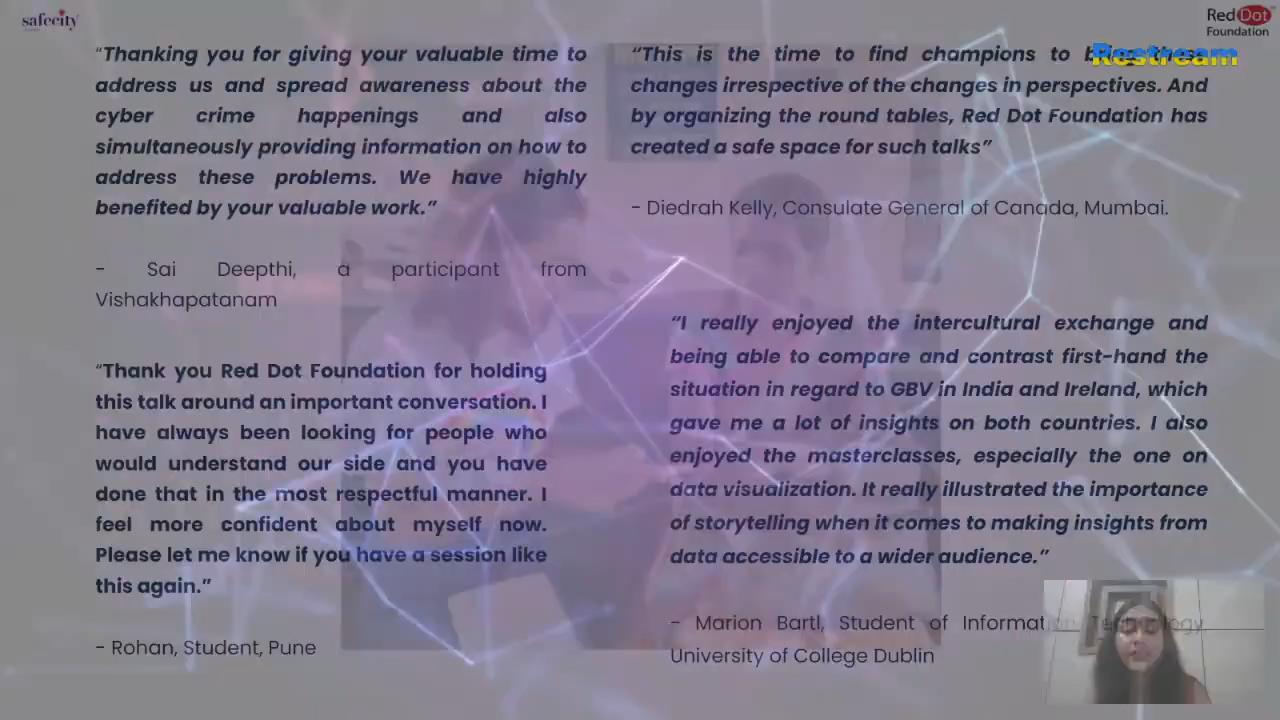 safecity
"Thanking you for giving your valuable time to
address us and spread awareness about the
cyber crime happenings and also
simultaneously providing information on how to
address these problems. We have highly
benefited by your valuable work."
- Sai Deepthi, a participant from
Vishakhapatanam
"Thank you Red Dot Foundation for holding
this talk around an important conversation. I
have always been looking for people who
would understand our side and you have
done that in the most respectful manner. I
feel more confident about myself now.
Please let me know if you have a session like
this again."
- Rohan, Student, Pune
RedDot
Foundation
Restream
"This is the time to find champions to
changes irrespective of the changes in perspectives. And
by organizing the round tables, Red Dot Foundation has
created a safe space for such talks"
- Diedrah Kelly, Consulate General of Canada, Mumbai.
"I really enjoyed the intercultural exchange and
being able to compare and contrast first-hand the
situation in regard to GBV in India and Ireland, which
gave me a lot of insights on both countries. I also
enjoyed the masterclasses, especially the one on
data visualization. It really illustrated the importance
of storytelling when it comes to making insights from
data accessible to a wider audience."
- Marion Bartl, Student of Information Technology,
University of College Dublin